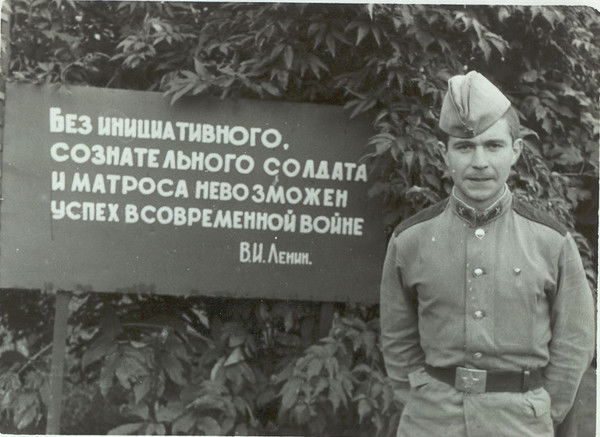 БЕЗ ИНИЦИАТИВНОГО,
СОЗНАТЕЛЬНОГО СОЛДАТА
И МАТРОСА НЕВОЗМОЖЕН
УСПЕХ В СОВРЕМЕННОЙ ВОЙНЕ
В.И. ЛЕНИН.